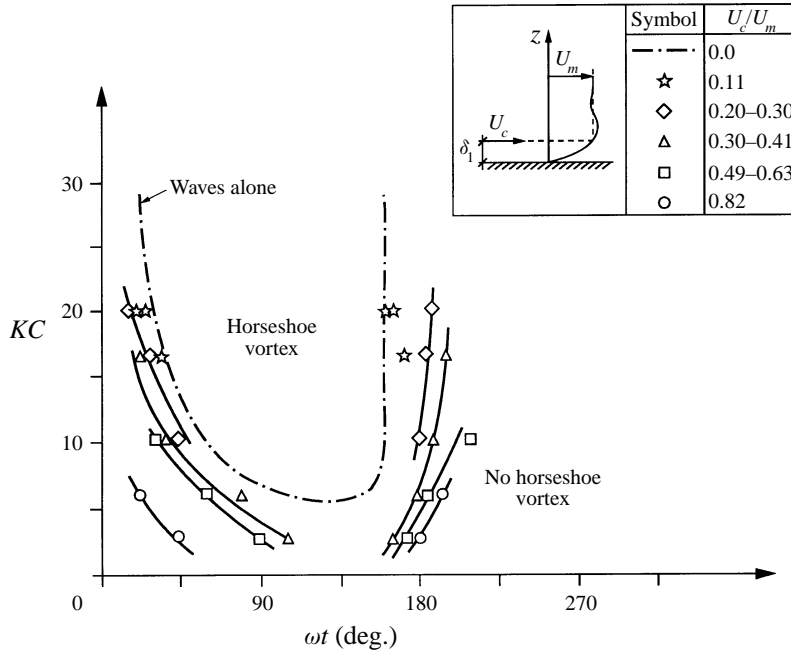 Symbol U_c/U_m
0.0
0.11
0.20–0.30
0.30–0.41
0.49–0.63
0.82
z
U_m
U_c
δ_1
30
20
10
0
90
180
270
KC
ωt (deg.)
Waves alone
Horseshoe
vortex
No horseshoe
vortex